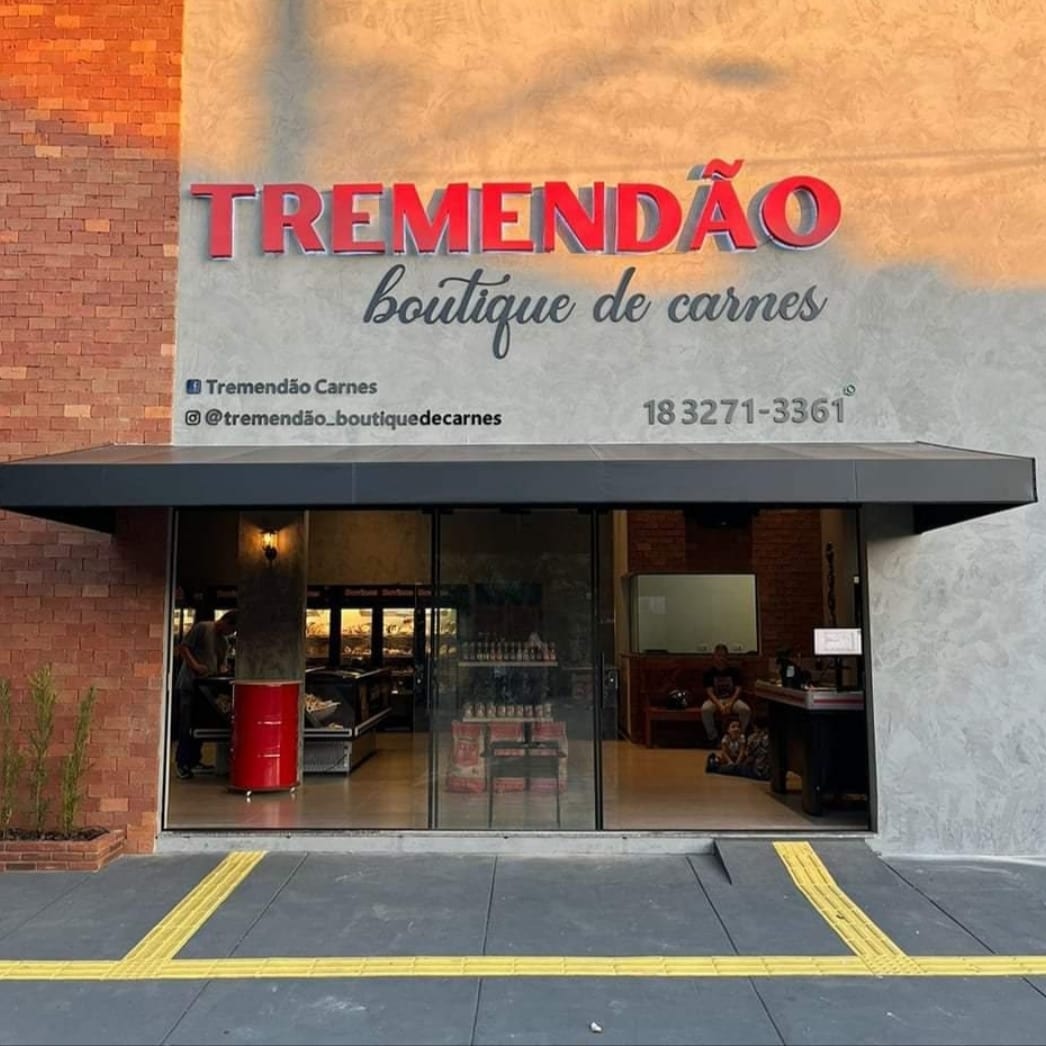 TREMENDÃO
boutique de carnes
Tremendão Carnes
@tremendão_boutiquedecarnes
18 3271-3361